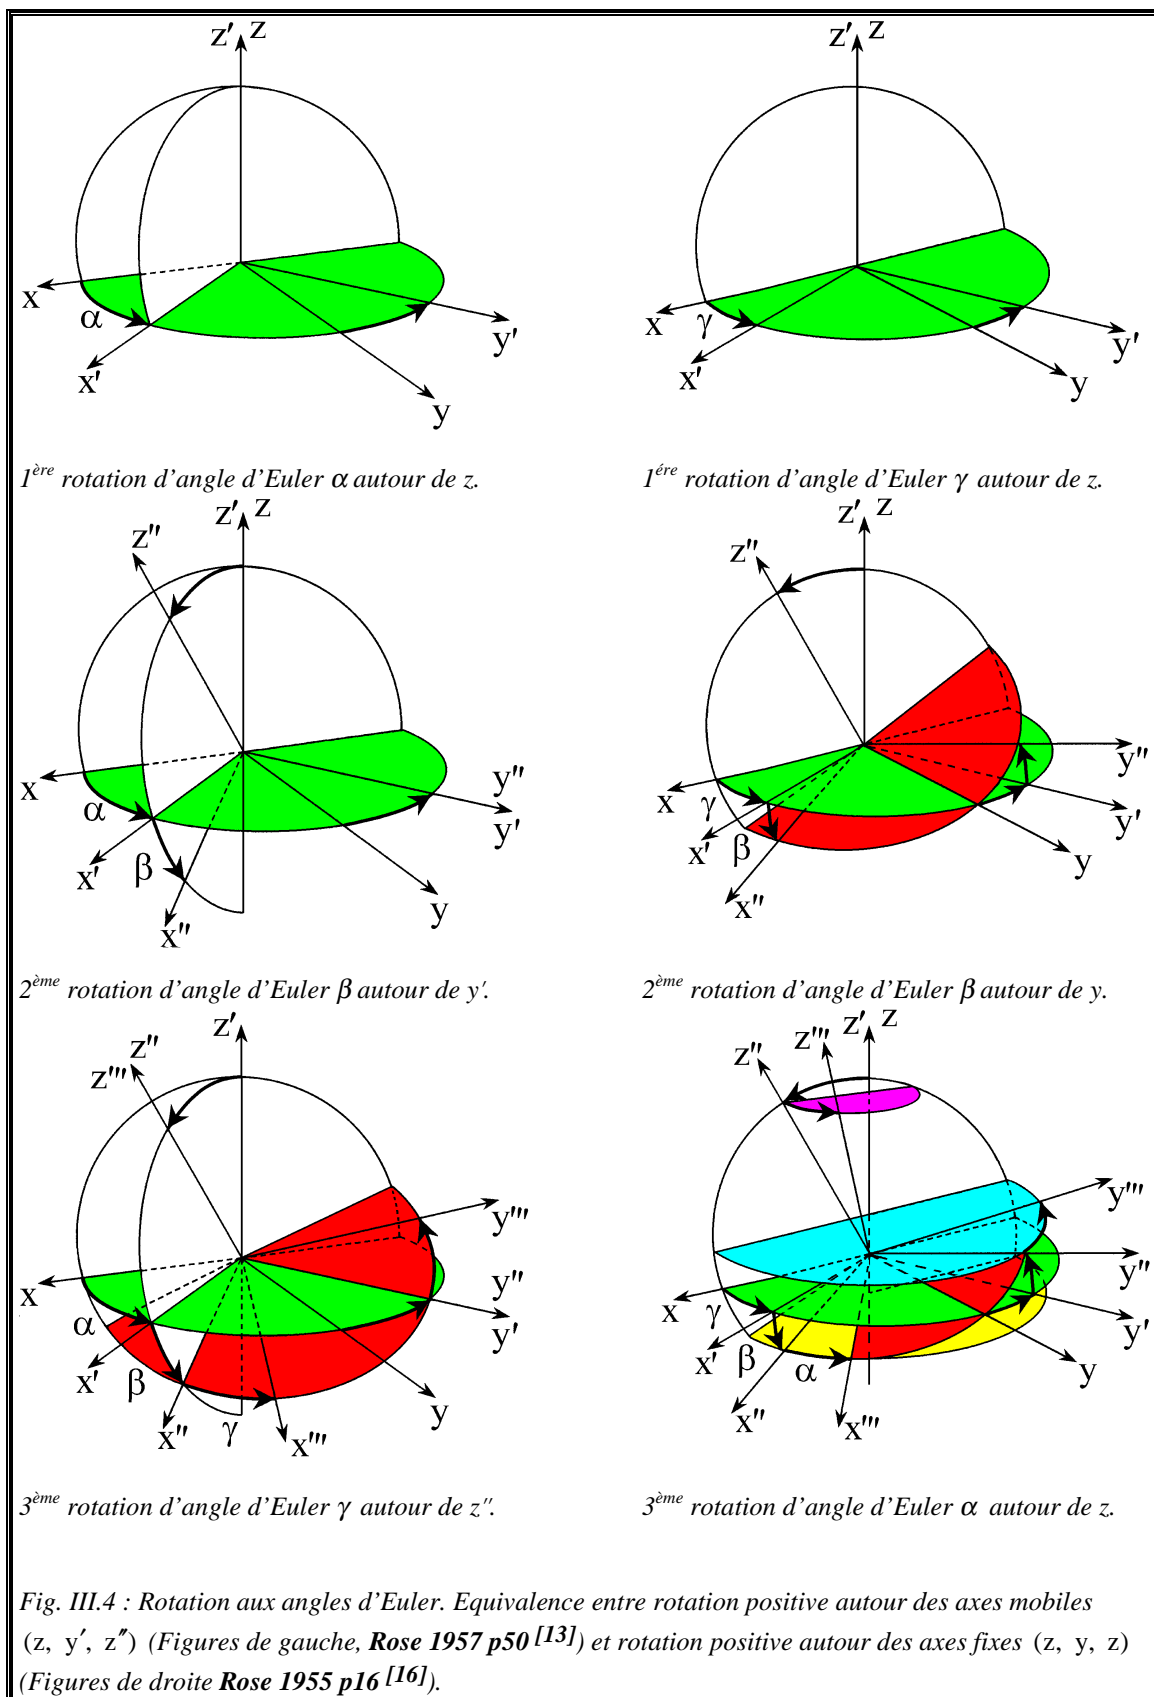 z′ z
x α x′ y y′
z′ z
x γ x′ y y′
1ère rotation d'angle d'Euler α autour de z.
1ére rotation d'angle d'Euler γ autour de z.
z″ z′ z
x α x′ β x″ y y″ y′
z″ z′ z
x γ x′ β x″ y y″ y′
2ème rotation d'angle d'Euler β autour de y′.
2ème rotation d'angle d'Euler β autour de y.
z‴ z″ z′
x α x′ β x″ γ x‴ y y‴ y″ y′
z″ z‴ z′ z
x γ x′ β x″ α x‴ y y‴ y″ y′
3ème rotation d'angle d'Euler γ autour de z″.
3ème rotation d'angle d'Euler α autour de z.
Fig. III.4 : Rotation aux angles d'Euler. Equivalence entre rotation positive autour des axes mobiles
(z, y′, z″) (Figures de gauche, Rose 1957 p50 [13]) et rotation positive autour des axes fixes (z, y, z)
(Figures de droite Rose 1955 p16 [16]).